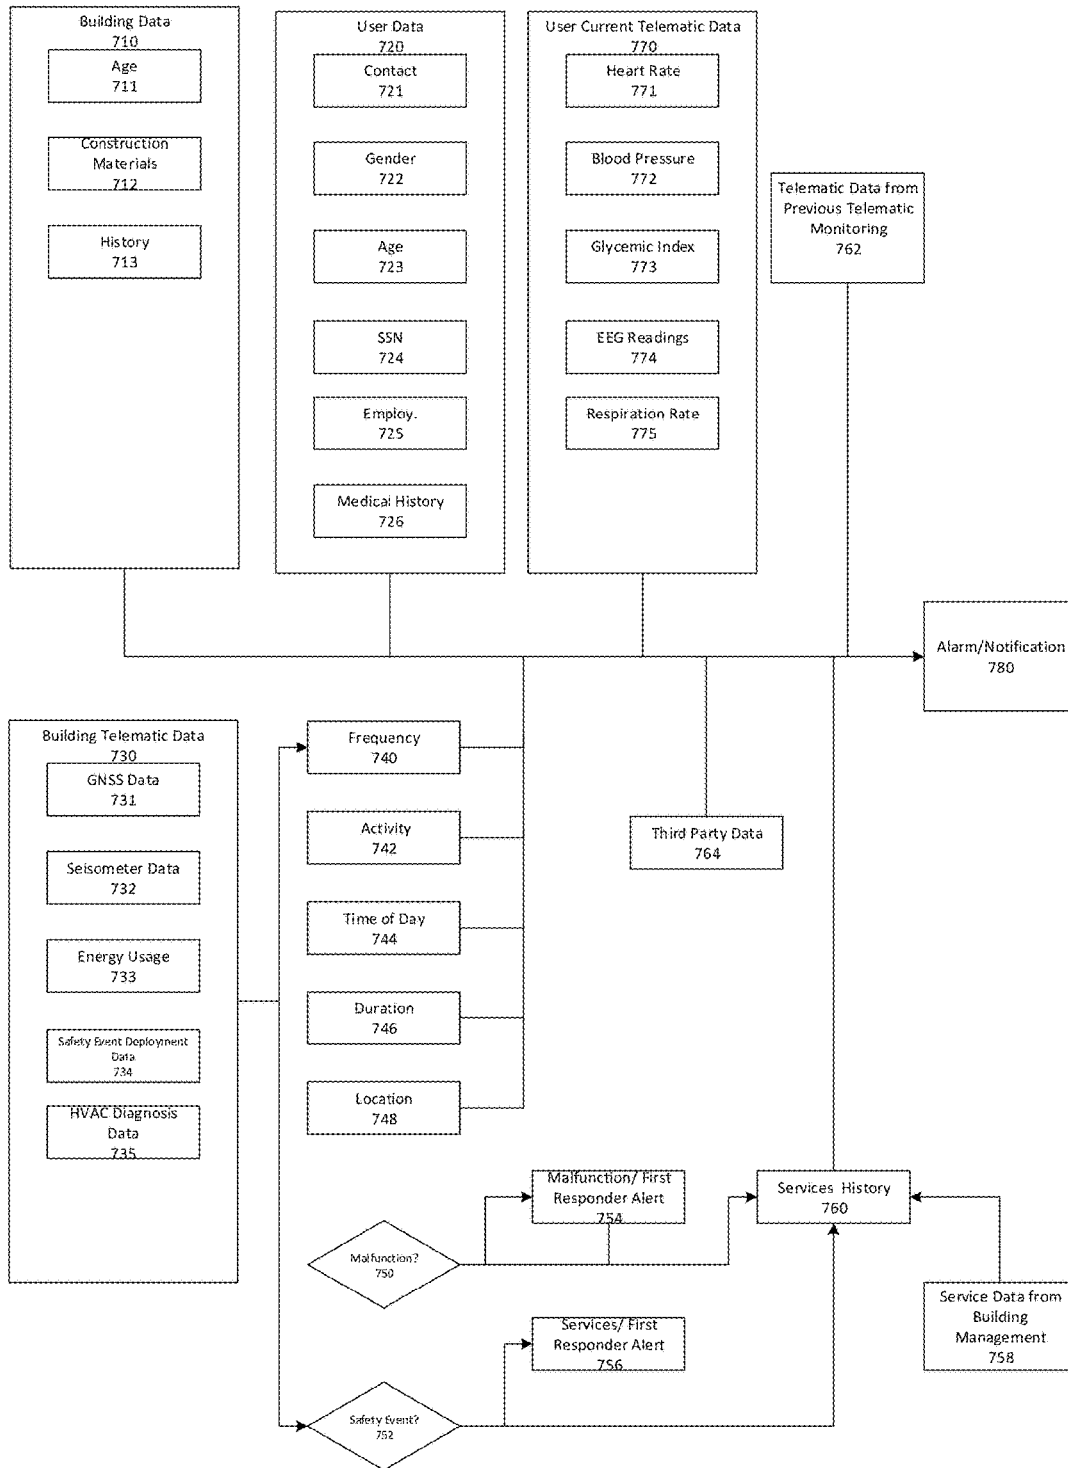 Building Data
710
Age
711
Construction
Materials
712
History
713
User Data
720
Contact
721
Gender
722
Age
723
SSN
724
Employ.
725
Medical History
726
User Current Telematic Data
770
Heart Rate
771
Blood Pressure
772
Glycemic Index
773
EEG Readings
774
Respiration Rate
775
Telematic Data from
Previous Telematic
Monitoring
762
Alarm/Notification
780
Building Telematic Data
730
GNSS Data
731
Seisometer Data
732
Energy Usage
733
Safety Event Deployment
Data
734
HVAC Diagnosis
Data
735
Frequency
740
Activity
742
Time of Day
744
Duration
746
Location
748
Third Party Data
764
Malfunction?
750
Malfunction/ First
Responder Alert
754
Services History
760
Service Data from
Building
Management
758
Services/ First
Responder Alert
756
Safety Event?
752